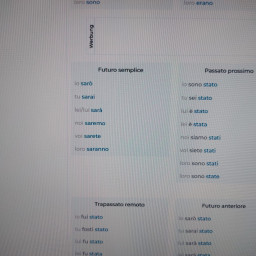 loro sono
loro erano
Werbung
Futuro semplice
io sarò
tu sarai
lei/lui sarà
noi saremo
voi sarete
loro saranno
Passato prossimo
io sono stato
tu sei stato
lui è stato
lei è stata
noi siamo stati
voi siete stati
loro sono stati
loro sono state
Trapassato remoto
io fui stato
tu fosti stato
lui fu stato
lei fu stata
Futuro anteriore
io sarò stato
tu sarai stato
lui sarà stato